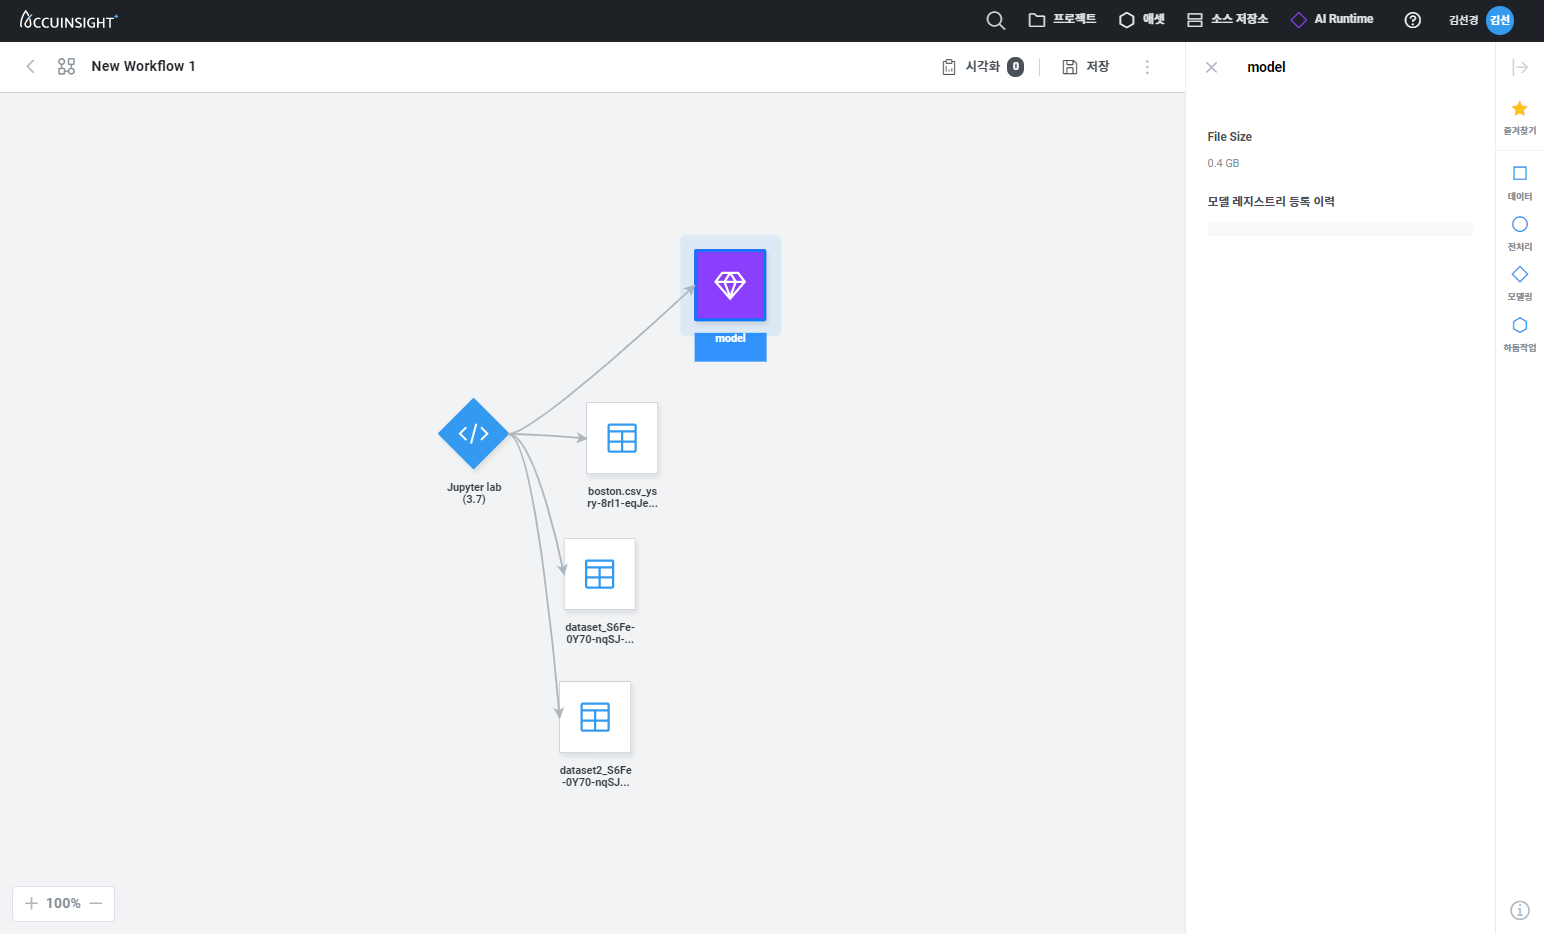 ACCUINSIGHT+
프로젝트
애셋
소스 저장소
AI Runtime
김선경
김선
New Workflow 1
시각화 0
저장
model
즐겨찾기
File Size
0.4 GB
모델 레지스트리 등록 이력
데이터
전처리
모델링
하둡작업
model
Jupyter lab
(3.7)
boston.csv_ys
ry-8rI1-eqJe...
dataset_S6Fe-
0Y70-nqSJ-...
dataset2_S6Fe
-0Y70-nqSJ...
100%